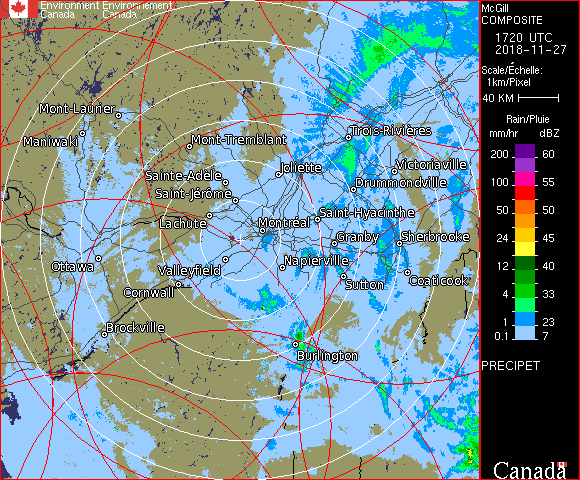 Environment Environnement
Canada Canada
McGill
COMPOSITE
1720 UTC
2018-11-27
Scale/Échelle:
1km/Pixel
40 KM
Rain/Pluie
mm/hr dBZ
200 60
100 55
50 50
24 45
12 40
4 33
2 23
0.1 7
PRECIPET
Canada
Mont-Laurier
Maniwaki
Mont-Tremblant
Trois-Rivières
Sainte-Adèle
Joliette
Victoriaville
Saint-Jérôme
Drummondville
Lachute
Montréal
Saint-Hyacinthe
Granby
Sherbrooke
Ottawa
Valleyfield
Napierville
Cornwall
Sutton
Coaticook
Brockville
Burlington